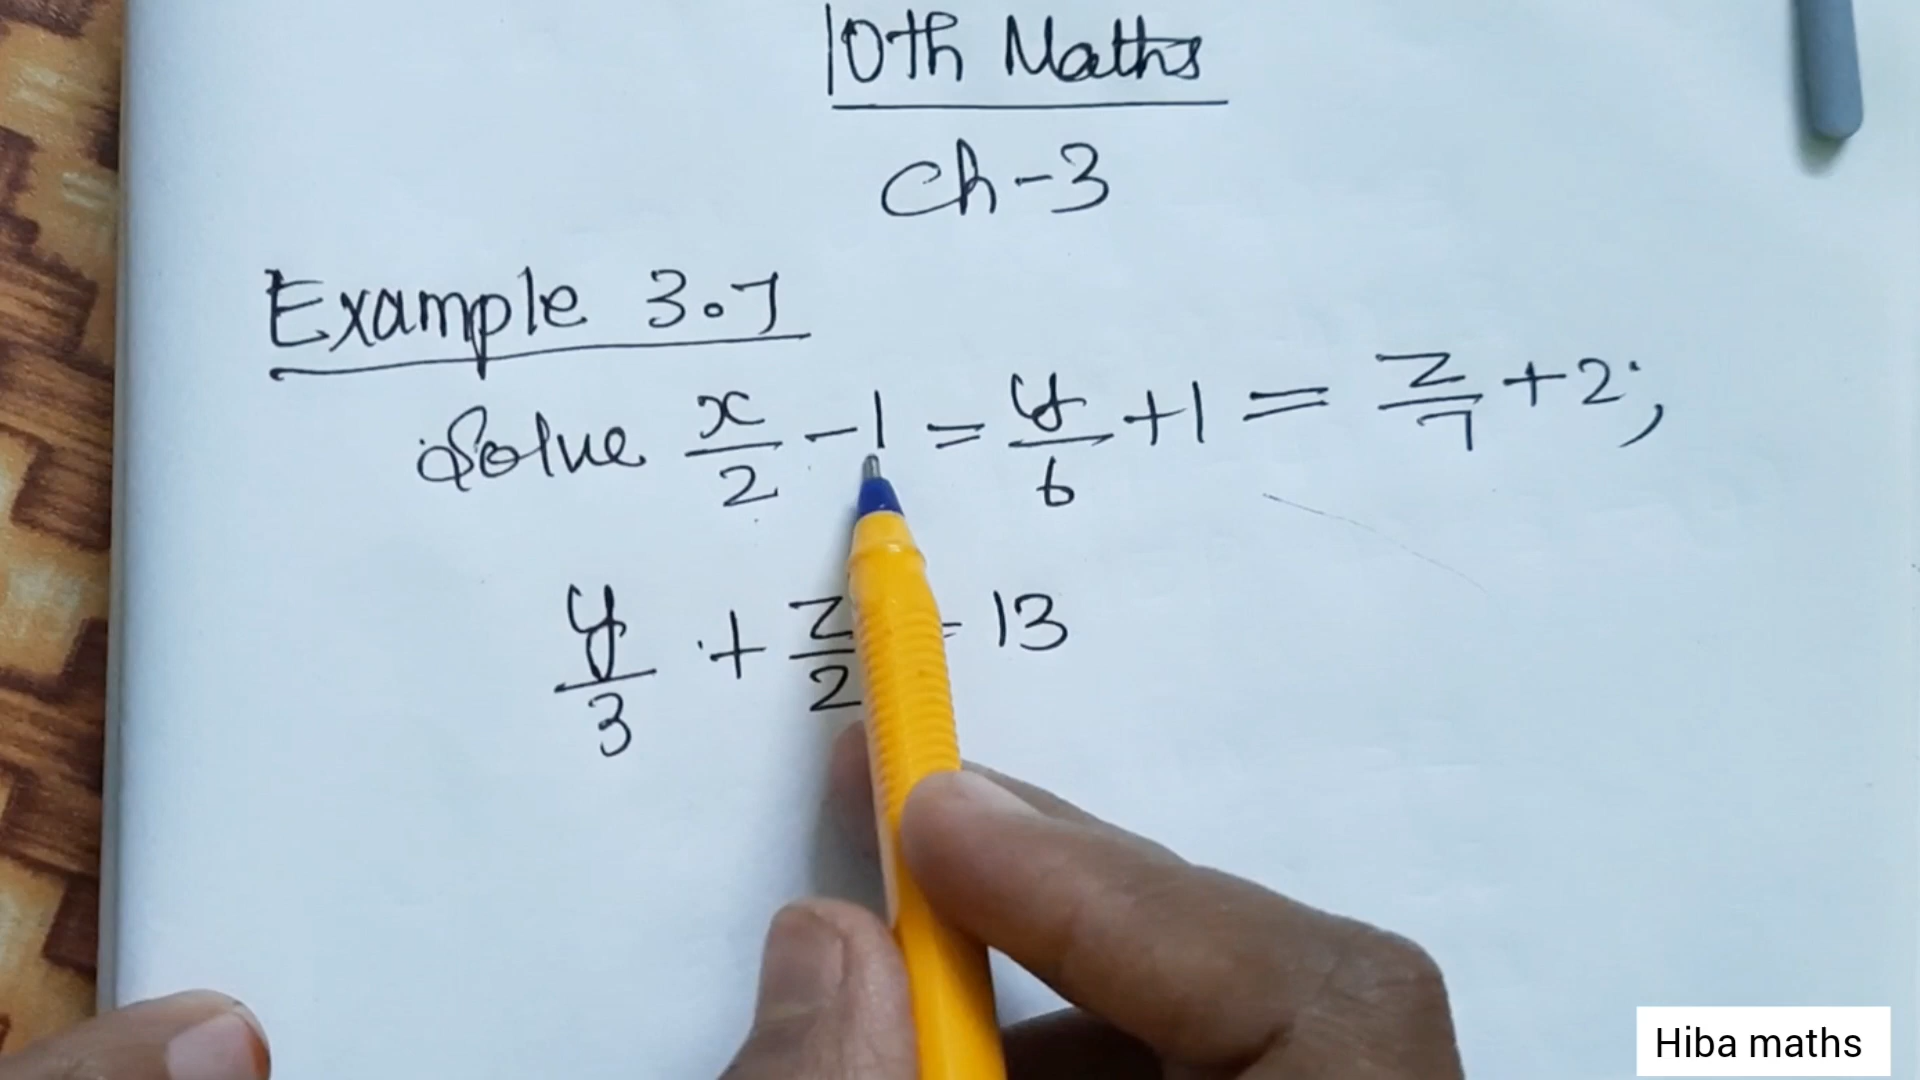 10th Maths
Ch-3
Example 3.7
Solve x/2 - 1 = y/6 + 1 = z/7 + 2;
y/3 + z/2 = 13
Hiba maths